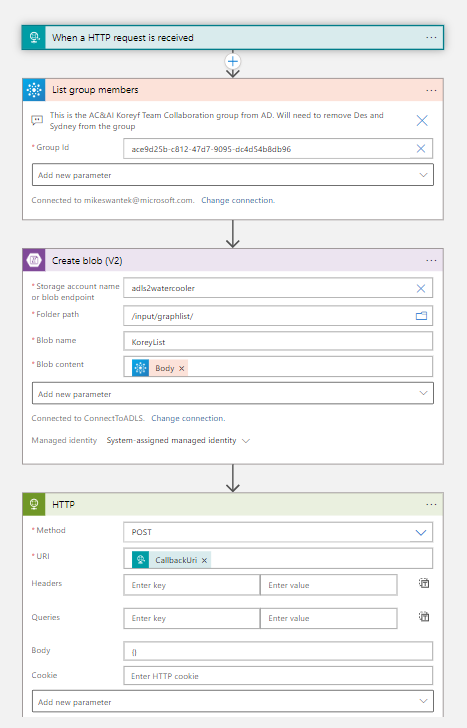 When a HTTP request is received
List group members
This is the AC&AI Koreyf Team Collaboration group from AD. Will need to remove Des and
Sydney from the group
* Group Id
ace9d25b-c812-47d7-9095-dc4d54b8db96
Add new parameter
Connected to mikeswantek@microsoft.com. Change connection.
Create blob (V2)
* Storage account name
or blob endpoint
adls2watercooler
* Folder path
/input/graphlist/
* Blob name
KoreyList
* Blob content
Body ×
Add new parameter
Connected to ConnectToADLS. Change connection.
Managed identity System-assigned managed identity
HTTP
* Method
POST
* URI
CallbackUri ×
Headers
Enter key Enter value
Queries
Enter key Enter value
Body
{}
Cookie
Enter HTTP cookie
Add new parameter